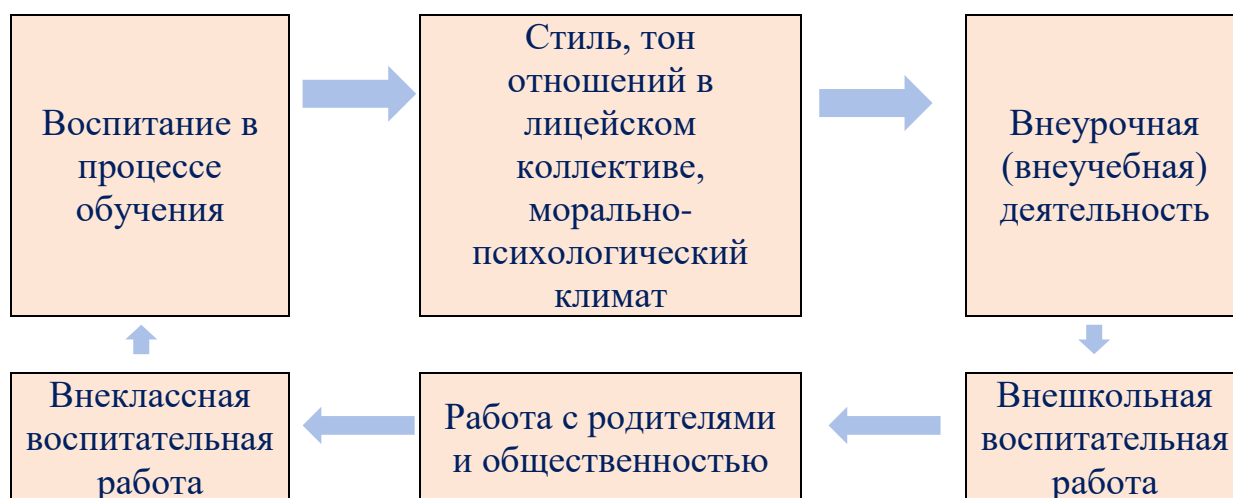 Воспитание в
процессе
обучения
Стиль, тон
отношений в
лицейском
коллективе,
морально-
психологический
климат
Внеурочная
(внеучебная)
деятельность
Внеклассная
воспитательная
работа
Работа с родителями
и общественностью
Внешкольная
воспитательная
работа